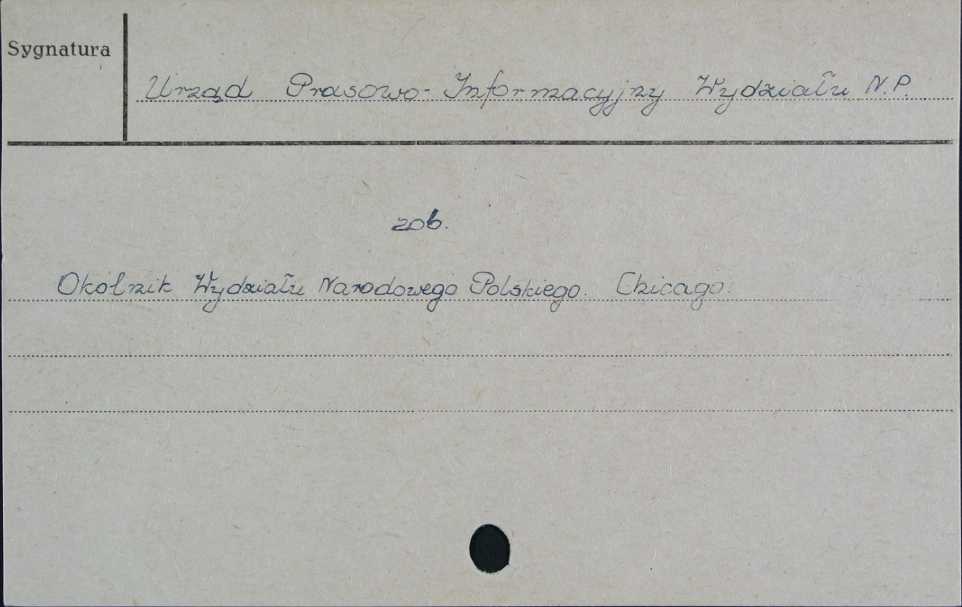 Sygnatura
Urząd Prasowo-Informacyjny Wydziału N.P.
zob.
Okólnik Wydziału Narodowego Polskiego. Chicago.